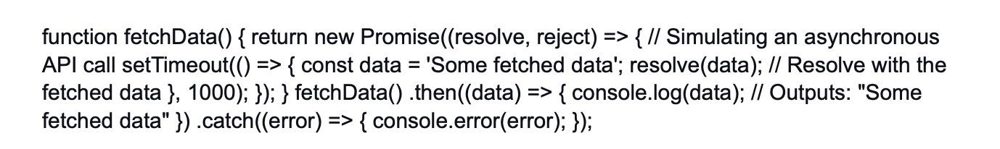 function fetchData() { return new Promise((resolve, reject) => { // Simulating an asynchronous
API call setTimeout(() => { const data = 'Some fetched data'; resolve(data); // Resolve with the
fetched data }, 1000); }); } fetchData() .then((data) => { console.log(data); // Outputs: "Some
fetched data" }) .catch((error) => { console.error(error); });